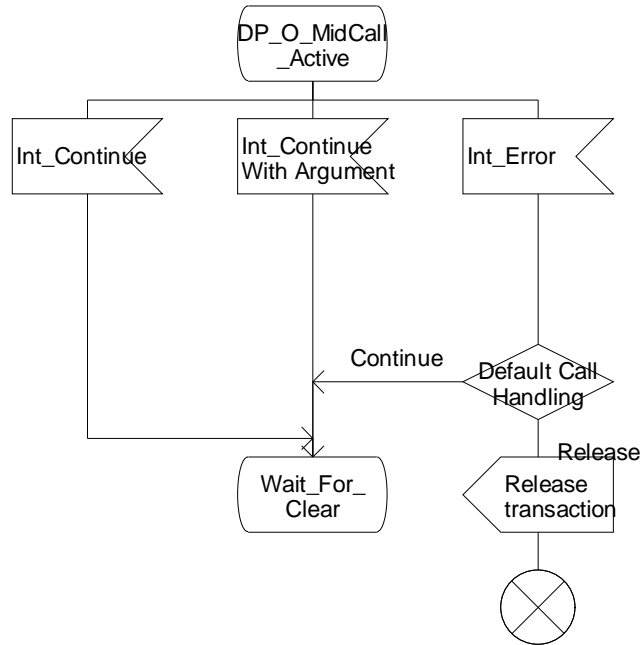 DP_O_MidCall
_Active
Int_Continue
Int_Continue
With Argument
Int_Error
Continue
Default Call
Handling
Release
Wait_For_
Clear
Release
transaction